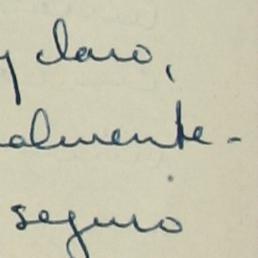 y claro,
almente-
seguro